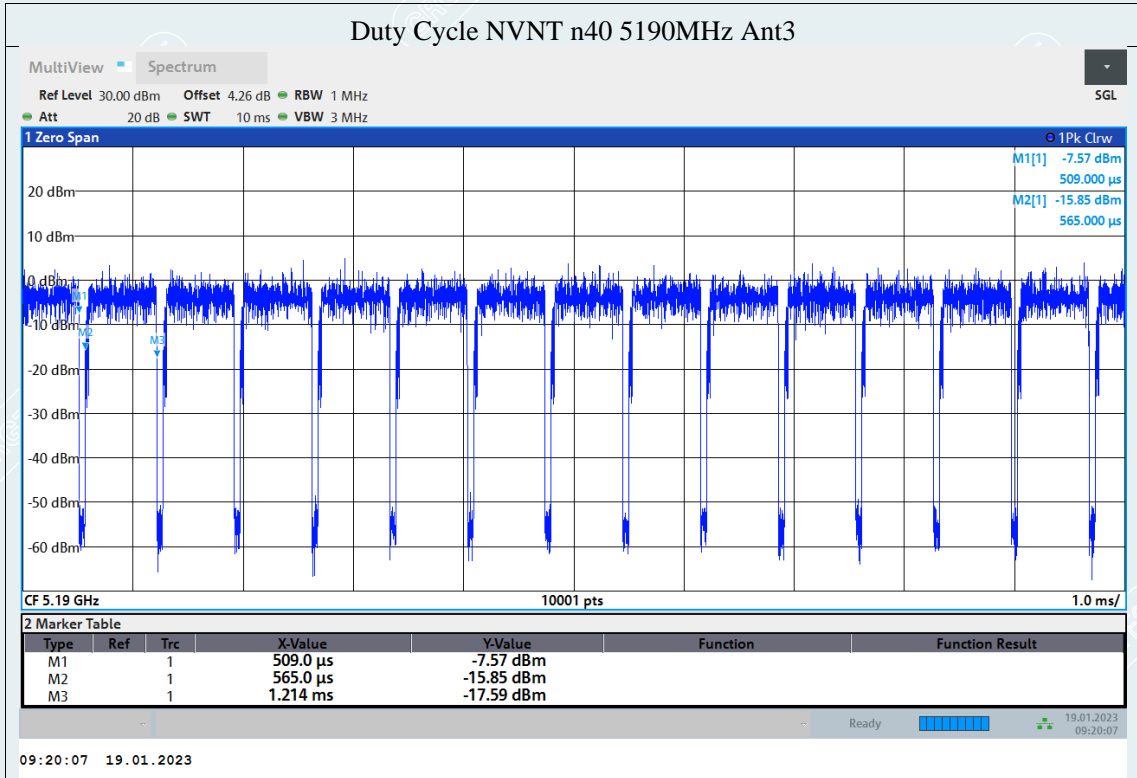 Duty Cycle NVNT n40 5190MHz Ant3
MultiView Spectrum
Ref Level 30.00 dBm Offset 4.26 dB RBW 1 MHz SGL
Att 20 dB SWT 10 ms VBW 3 MHz
1 Zero Span 1Pk Clrw
M1[1] -7.57 dBm
509.000 µs
20 dBm M2[1] -15.85 dBm
565.000 µs
10 dBm
0 dBm
M1
-10 dBm
M2
M3
-20 dBm
-30 dBm
-40 dBm
-50 dBm
-60 dBm
CF 5.19 GHz 10001 pts 1.0 ms/
2 Marker Table
Type Ref Trc X-Value Y-Value Function Function Result
M1 1 509.0 µs -7.57 dBm
M2 1 565.0 µs -15.85 dBm
M3 1 1.214 ms -17.59 dBm
Ready 19.01.2023
09:20:07
09:20:07 19.01.2023